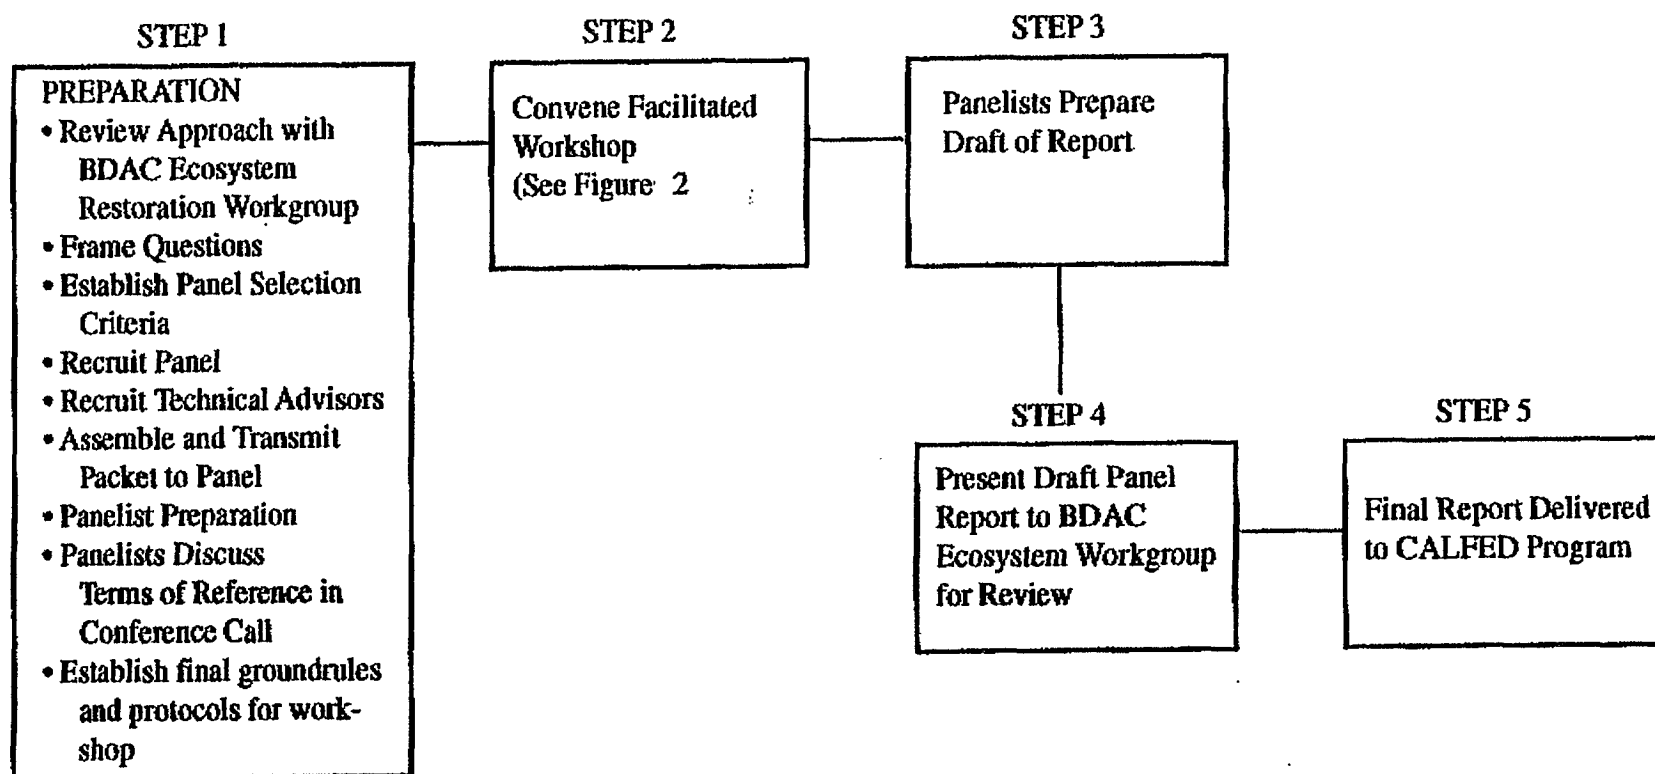 STEP 1
PREPARATION
• Review Approach with
BDAC Ecosystem
Restoration Workgroup
• Frame Questions
• Establish Panel Selection
Criteria
• Recruit Panel
• Recruit Technical Advisors
• Assemble and Transmit
Packet to Panel
• Panelist Preparation
• Panelists Discuss
Terms of Reference in
Conference Call
• Establish final groundrules
and protocols for work-
shop
STEP 2
Convene Facilitated
Workshop
(See Figure 2
STEP 3
Panelists Prepare
Draft of Report
STEP 4
Present Draft Panel
Report to BDAC
Ecosystem Workgroup
for Review
STEP 5
Final Report Delivered
to CALFED Program